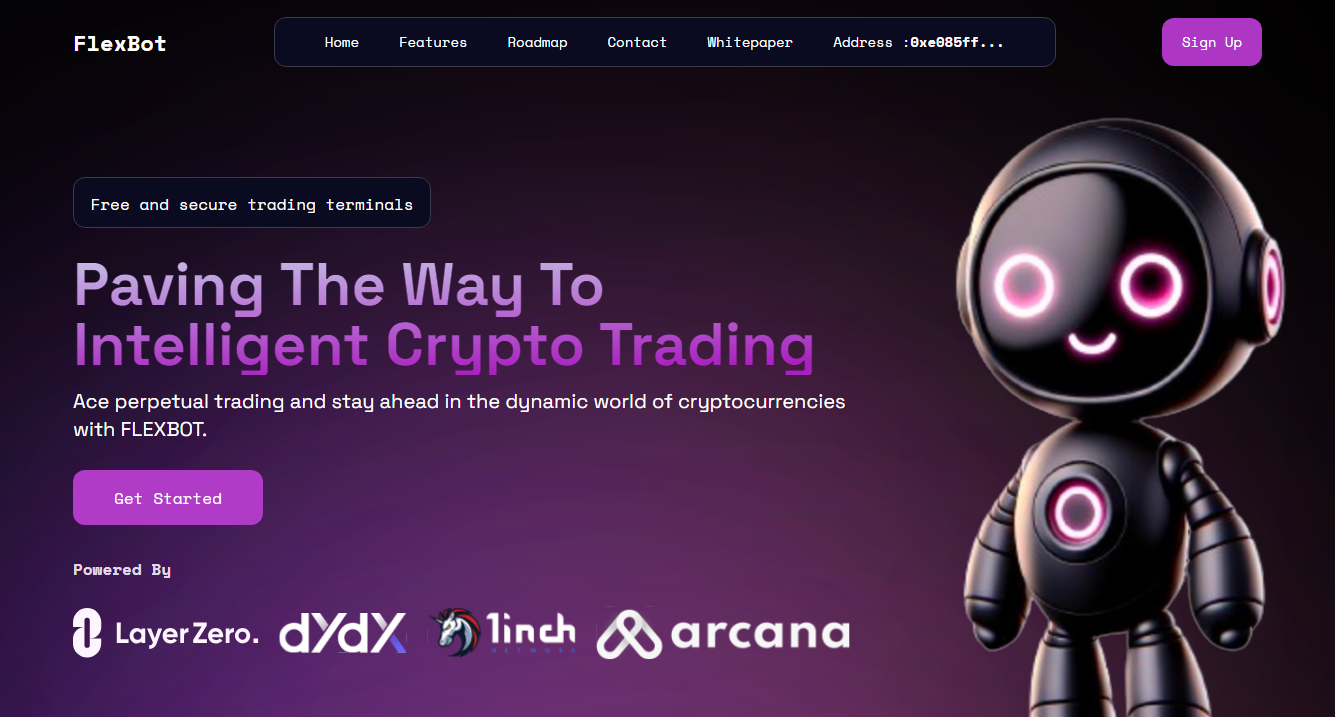 FlexBot
Home Features Roadmap Contact Whitepaper Address :0xe085ff...
Sign Up
Free and secure trading terminals
Paving The Way To
Intelligent Crypto Trading
Ace perpetual trading and stay ahead in the dynamic world of cryptocurrencies
with FLEXBOT.
Get Started
Powered By
LayerZero. dYdX 1inch arcana
NETWORK